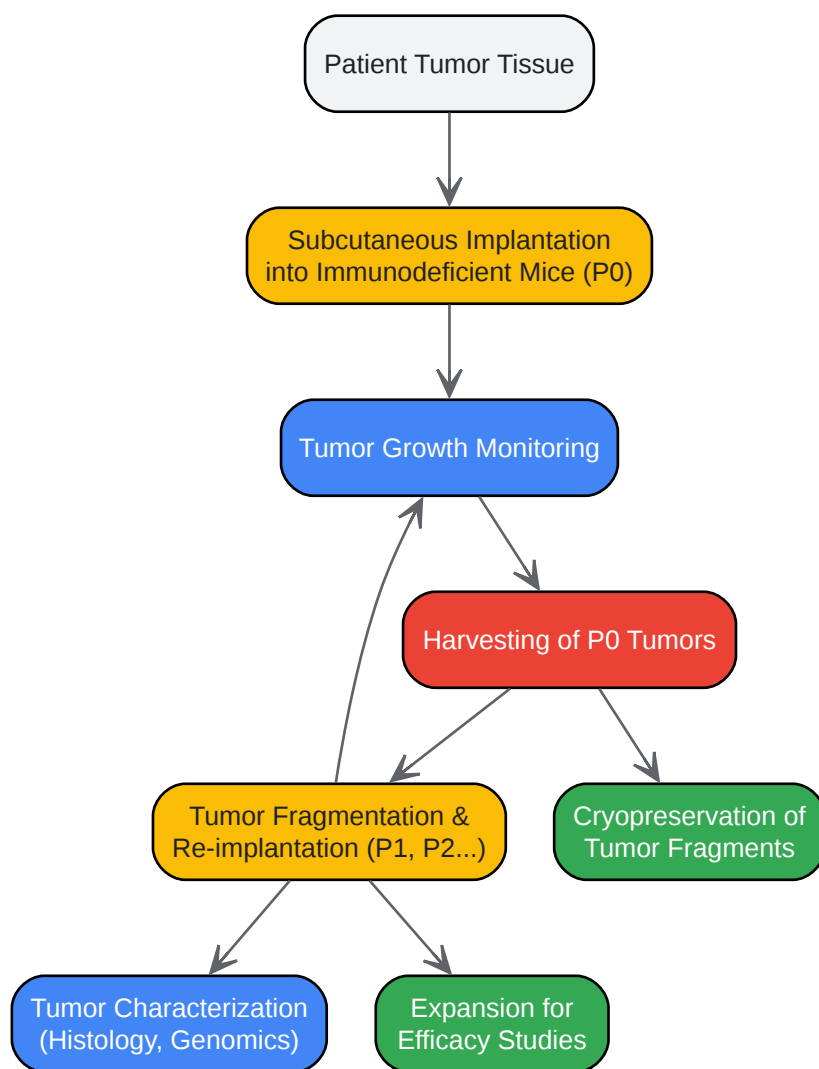 Patient Tumor Tissue
Subcutaneous Implantation
into Immunodeficient Mice (P0)
Tumor Growth Monitoring
Harvesting of P0 Tumors
Tumor Fragmentation &
Re-implantation (P1, P2...)
Cryopreservation of
Tumor Fragments
Tumor Characterization
(Histology, Genomics)
Expansion for
Efficacy Studies